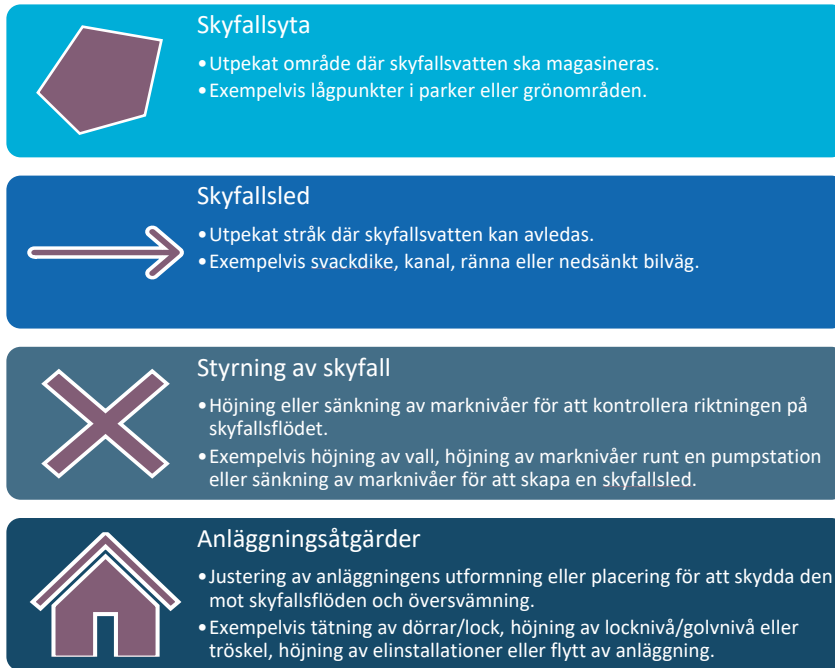 Skyfallsyta
•Utpekat område där skyfallsvatten ska magasineras.
•Exempelvis lågpunkter i parker eller grönområden.
Skyfallsled
•Utpekat stråk där skyfallsvatten kan avledas.
•Exempelvis svackdike, kanal, ränna eller nedsänkt bilväg.
Styrning av skyfall
•Höjning eller sänkning av marknivåer för att kontrollera riktningen på
skyfallsflödet.
•Exempelvis höjning av vall, höjning av marknivåer runt en pumpstation
eller sänkning av marknivåer för att skapa en skyfallsled.
Anläggningsåtgärder
•Justering av anläggningens utformning eller placering för att skydda den
mot skyfallsflöden och översvämning.
•Exempelvis tätning av dörrar/lock, höjning av locknivå/golvnivå eller
tröskel, höjning av elinstallationer eller flytt av anläggning.